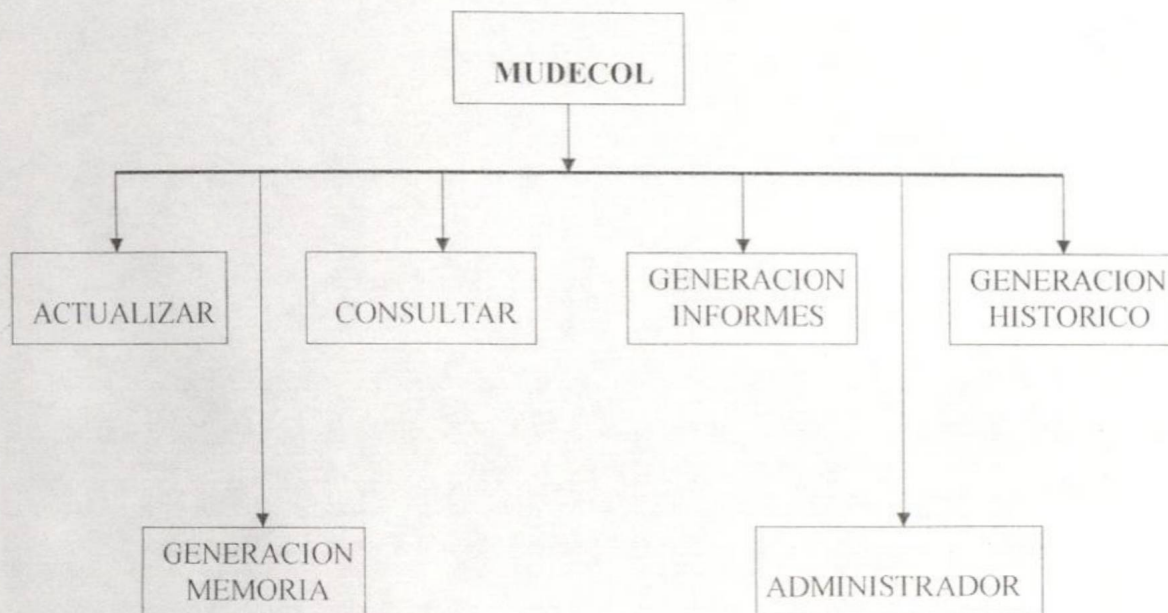 MUDECOL
ACTUALIZAR
CONSULTAR
GENERACION
INFORMES
GENERACION
HISTORICO
GENERACION
MEMORIA
ADMINISTRADOR